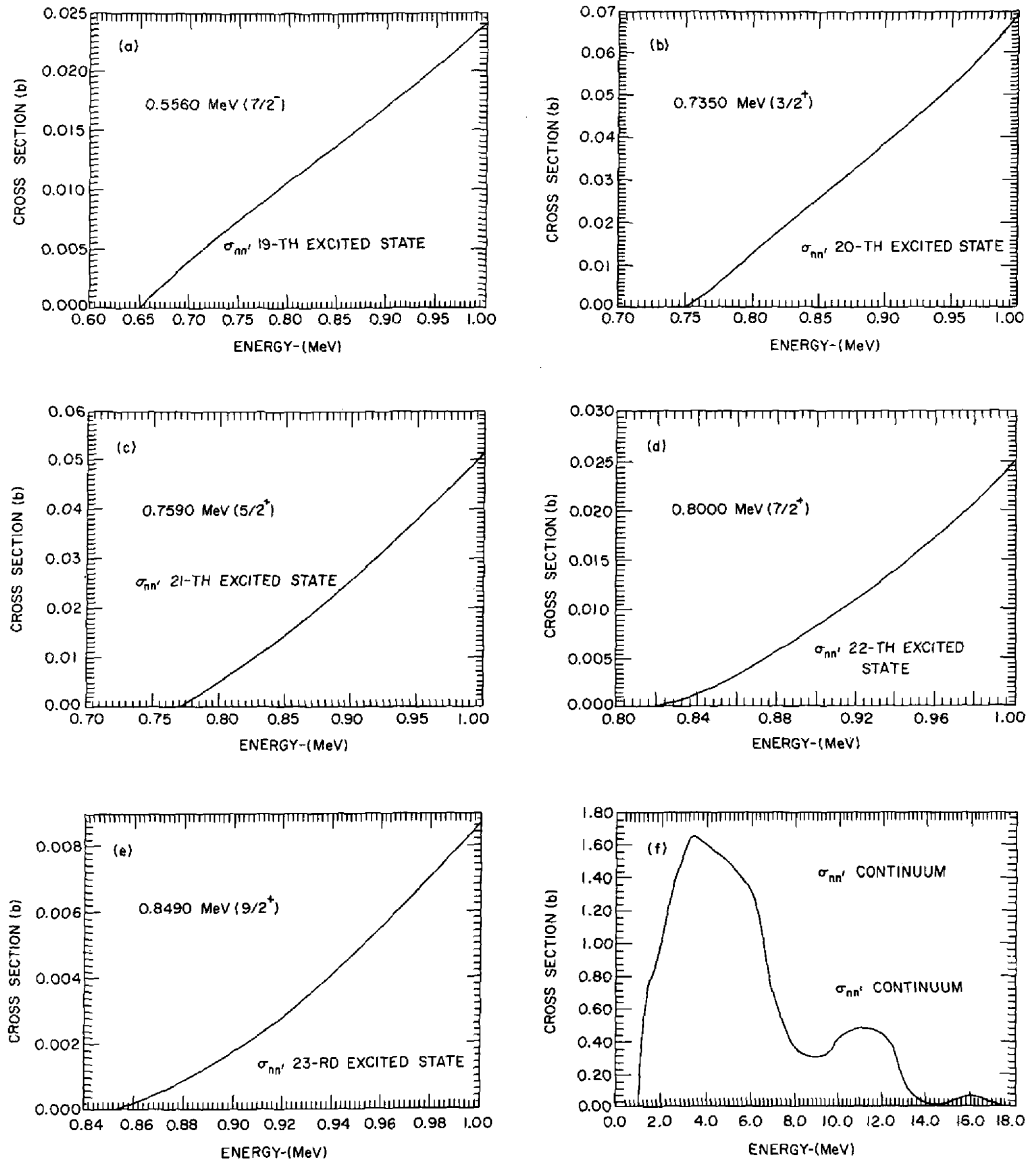 CROSS SECTION (b)
0.025
0.020
0.015
0.010
0.005
0.000
(a)
0.5560 MeV (7/2⁻)
σnn′ 19-TH EXCITED STATE
0.60 0.65 0.70 0.75 0.80 0.85 0.90 0.95 1.00
ENERGY-(MeV)
CROSS SECTION (b)
0.07
0.06
0.05
0.04
0.03
0.02
0.01
0.00
(b)
0.7350 MeV (3/2⁺)
σnn′ 20-TH EXCITED STATE
0.70 0.75 0.80 0.85 0.90 0.95 1.00
ENERGY-(MeV)
CROSS SECTION (b)
0.06
0.05
0.04
0.03
0.02
0.01
0.00
(c)
0.7590 MeV (5/2⁺)
σnn′ 21-TH EXCITED STATE
0.70 0.80 0.85 0.90 0.95 1.00
ENERGY-(MeV)
CROSS SECTION (b)
0.030
0.025
0.020
0.015
0.010
0.005
0.000
(d)
0.8000 MeV (7/2⁺)
σnn′ 22-TH EXCITED
STATE
0.80 0.84 0.88 0.92 0.96 1.00
ENERGY-(MeV)
CROSS SECTION (b)
0.008
0.006
0.004
0.002
0.000
(e)
0.8490 MeV (9/2⁺)
σnn′ 23-RD EXCITED STATE
0.84 0.86 0.88 0.90 0.92 0.94 0.96 0.98 1.00
ENERGY-(MeV)
CROSS SECTION (b)
1.80
1.60
1.40
1.20
1.00
0.80
0.60
0.40
0.20
0.00
(f)
σnn′ CONTINUUM
σnn′ CONTINUUM
0.0 2.0 4.0 6.0 8.0 10.0 12.0 14.0 16.0 18.0
ENERGY-(MeV)